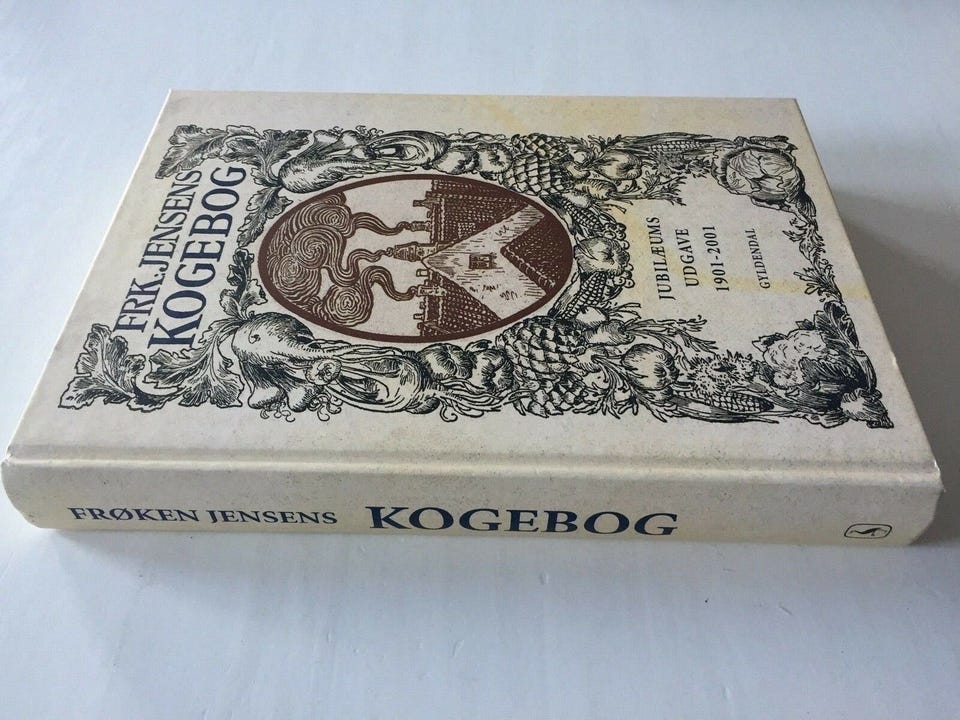 FRK. JENSENS
KOGEBOG
JUBILÆUMS
UDGAVE
1901-2001
GYLDENDAL
FRØKEN JENSENS KOGEBOG